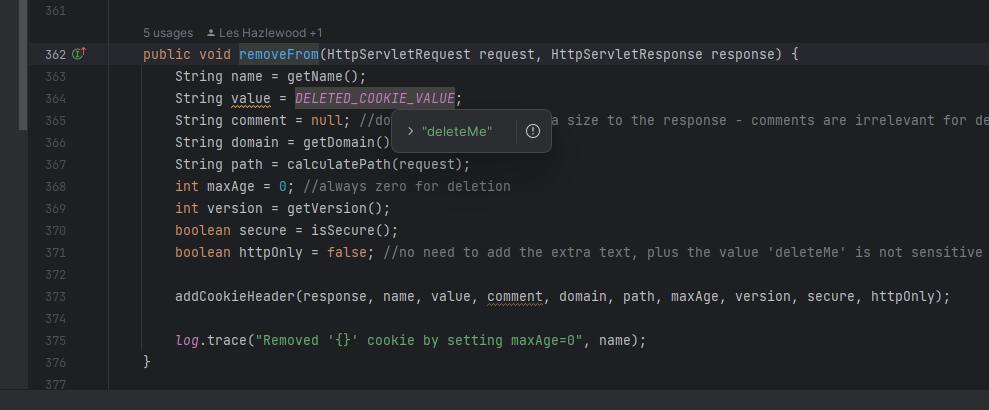 361
5 usages Les Hazlewood +1
362 public void removeFrom(HttpServletRequest request, HttpServletResponse response) {
363 String name = getName();
364 String value = DELETED_COOKIE_VALUE;
365 String comment = null; //do a size to the response - comments are irrelevant for de
> "deleteMe"
366 String domain = getDomain()
367 String path = calculatePath(request);
368 int maxAge = 0; //always zero for deletion
369 int version = getVersion();
370 boolean secure = isSecure();
371 boolean httpOnly = false; //no need to add the extra text, plus the value 'deleteMe' is not sensitive
372
373 addCookieHeader(response, name, value, comment, domain, path, maxAge, version, secure, httpOnly);
374
375 log.trace("Removed '{}' cookie by setting maxAge=0", name);
376 }
377